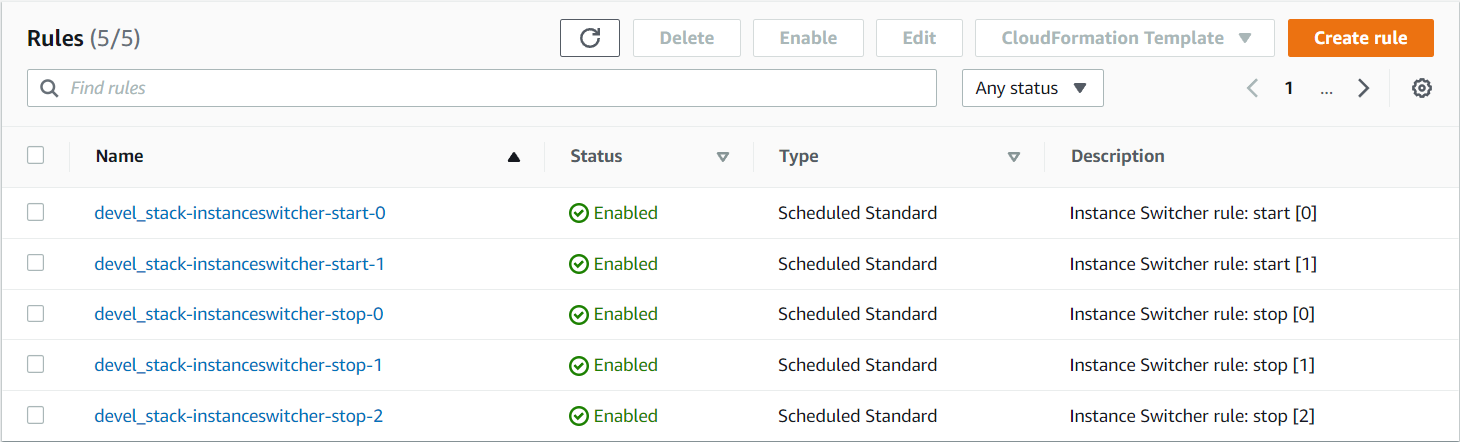 Rules (5/5) Delete Enable Edit CloudFormation Template Create rule
Find rules Any status 1 ...
Name Status Type Description
devel_stack-instanceswitcher-start-0 Enabled Scheduled Standard Instance Switcher rule: start [0]
devel_stack-instanceswitcher-start-1 Enabled Scheduled Standard Instance Switcher rule: start [1]
devel_stack-instanceswitcher-stop-0 Enabled Scheduled Standard Instance Switcher rule: stop [0]
devel_stack-instanceswitcher-stop-1 Enabled Scheduled Standard Instance Switcher rule: stop [1]
devel_stack-instanceswitcher-stop-2 Enabled Scheduled Standard Instance Switcher rule: stop [2]